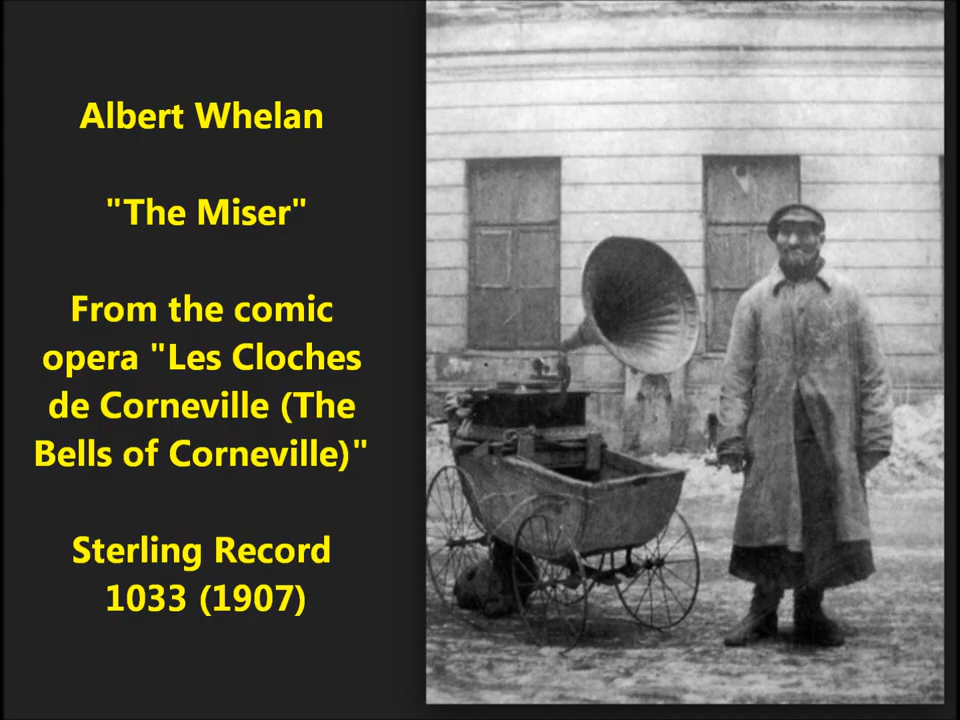 Albert Whelan
"The Miser"
From the comic
opera "Les Cloches
de Corneville (The
Bells of Corneville)"
Sterling Record
1033 (1907)